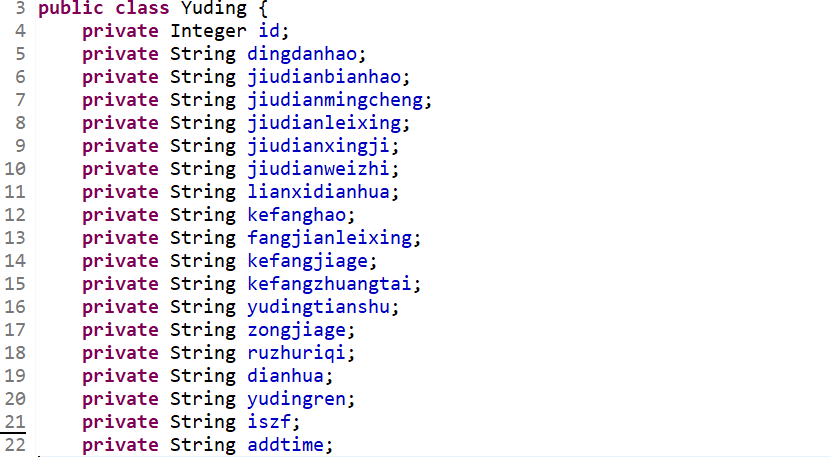 3 public class Yuding {
4 private Integer id;
5 private String dingdanhao;
6 private String jiudianbianhao;
7 private String jiudianmingcheng;
8 private String jiudianleixing;
9 private String jiudianxingji;
10 private String jiudianweizhi;
11 private String lianxidianhua;
12 private String kefanghao;
13 private String fangjianleixing;
14 private String kefangjiage;
15 private String kefangzhuangtai;
16 private String yudingtianshu;
17 private String zongjiage;
18 private String ruzhuriqi;
19 private String dianhua;
20 private String yudingren;
21 private String iszf;
22 private String addtime;